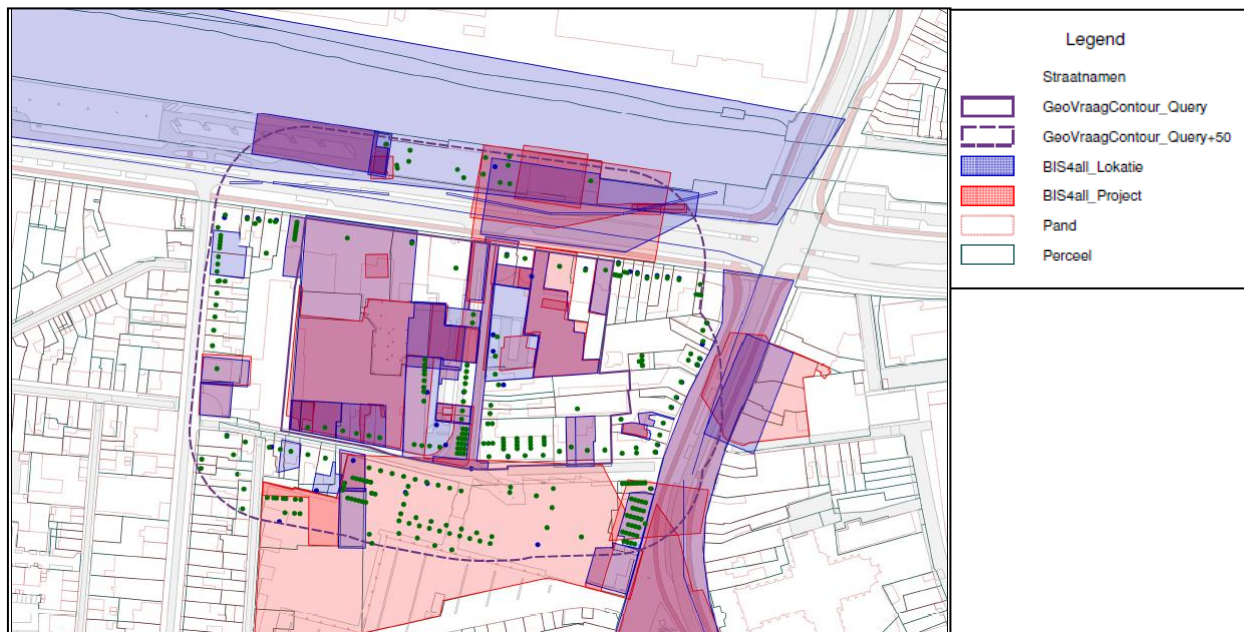 Legend
Straatnamen
GeoVraagContour_Query
GeoVraagContour_Query+50
BIS4all_Lokatie
BIS4all_Project
Pand
Perceel